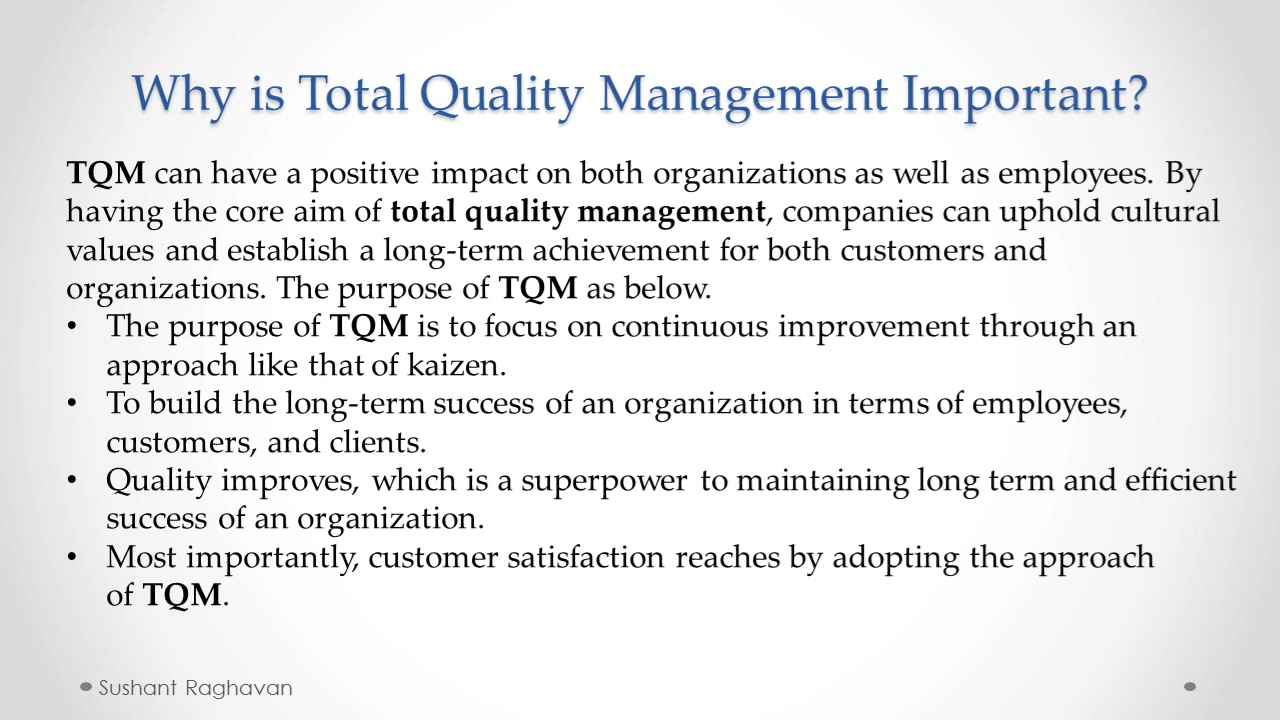 Why is Total Quality Management Important?
TQM can have a positive impact on both organizations as well as employees. By
having the core aim of total quality management, companies can uphold cultural
values and establish a long-term achievement for both customers and
organizations. The purpose of TQM as below.
• The purpose of TQM is to focus on continuous improvement through an
approach like that of kaizen.
• To build the long-term success of an organization in terms of employees,
customers, and clients.
• Quality improves, which is a superpower to maintaining long term and efficient
success of an organization.
• Most importantly, customer satisfaction reaches by adopting the approach
of TQM.
Sushant Raghavan